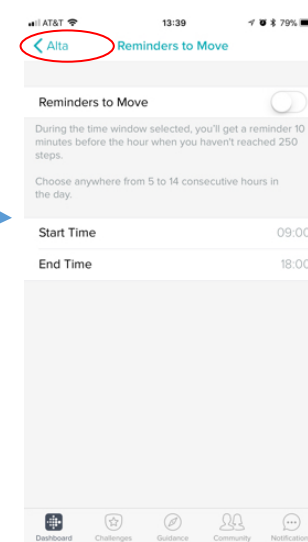 AT&T 13:39 79%
Alta Reminders to Move
Reminders to Move
During the time window selected, you'll get a reminder 10
minutes before the hour when you haven't reached 250
steps.
Choose anywhere from 5 to 14 consecutive hours in
the day.
Start Time 09:00
End Time 18:00
Dashboard Challenges Guidance Community Notification